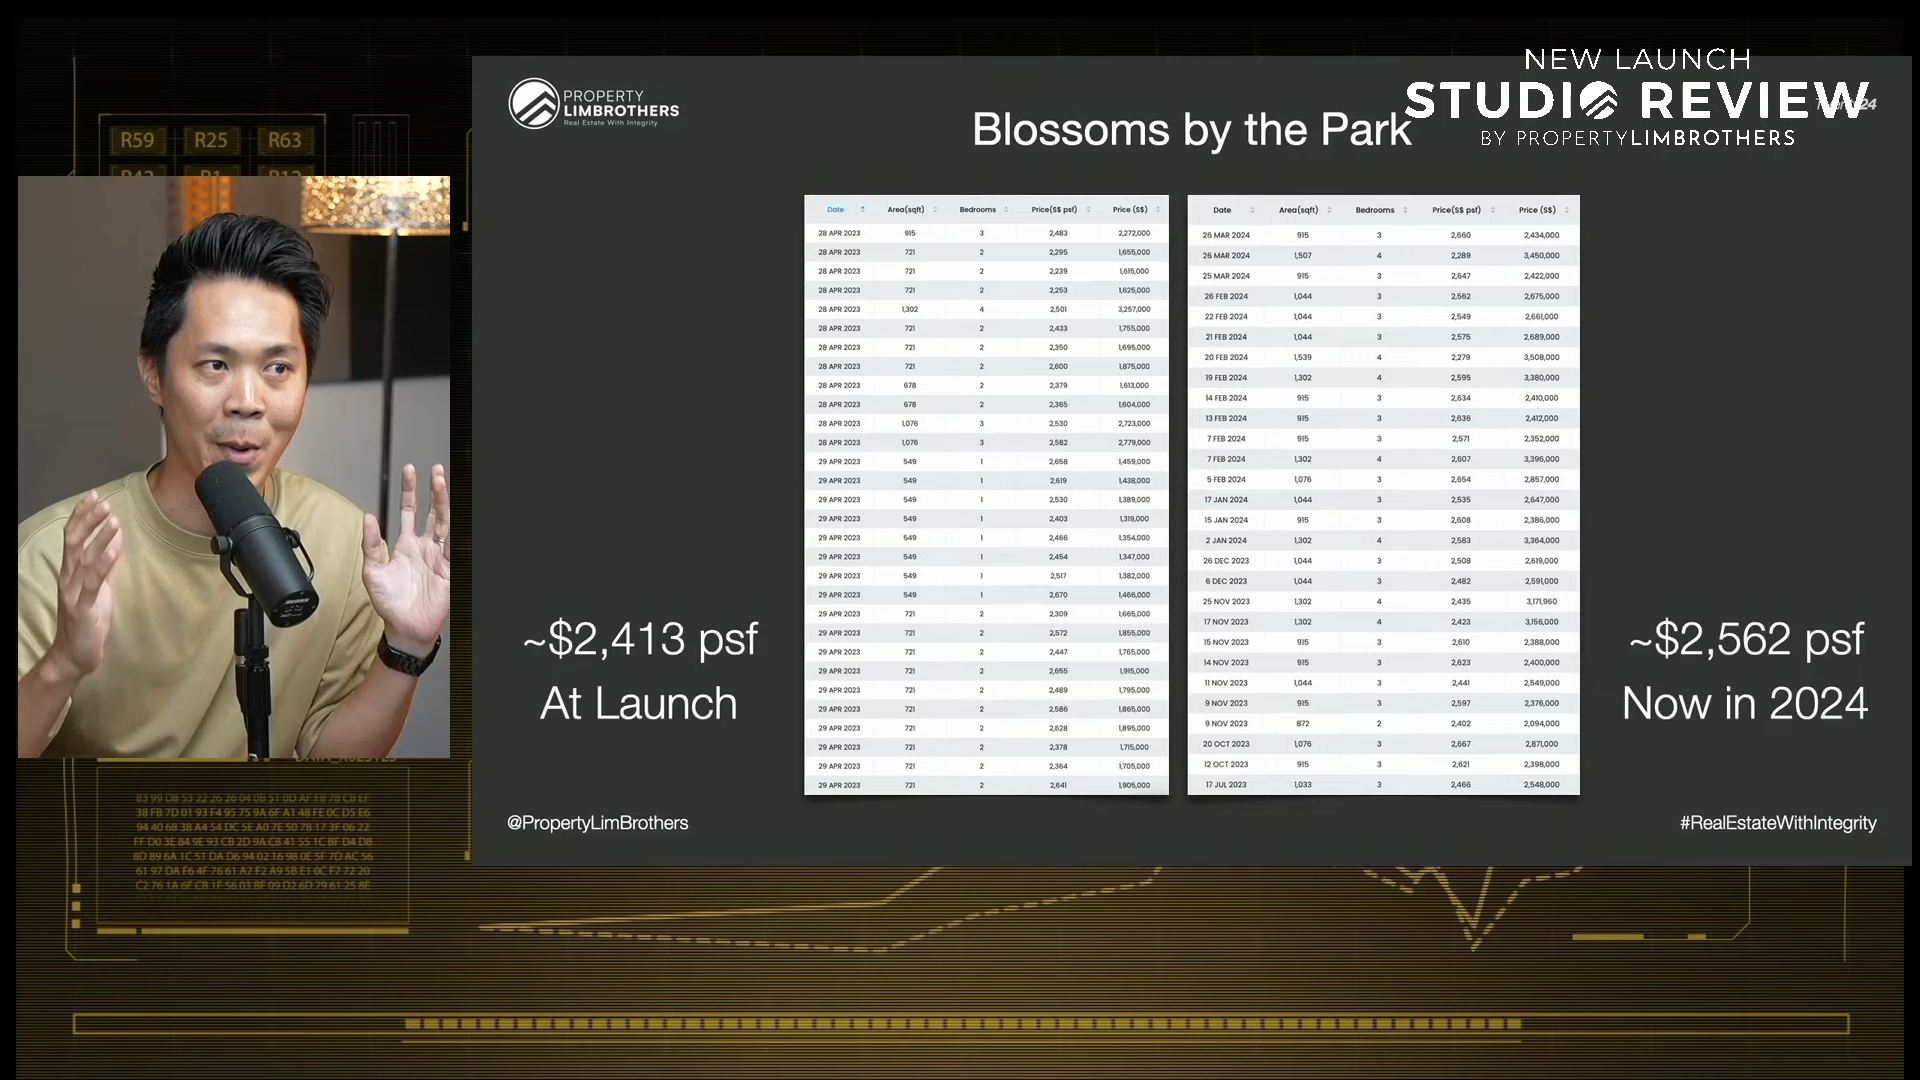 NEW LAUNCH
STUDIO REVIEW
BY PROPERTYLIMBROTHERS
PROPERTY
LIMBROTHERS
Real Estate With Integrity
Blossoms by the Park
R59 R25 R63
Date Area(sqft) Bedrooms Price(S$ psf) Price (S$)
28 APR 2023 915 3 2,483 2,272,000
28 APR 2023 721 2 2,295 1,655,000
28 APR 2023 721 2 2,239 1,615,000
28 APR 2023 721 2 2,253 1,625,000
28 APR 2023 1,302 4 2,501 3,257,000
28 APR 2023 721 2 2,433 1,755,000
28 APR 2023 721 2 2,350 1,695,000
28 APR 2023 721 2 2,600 1,875,000
28 APR 2023 678 2 2,379 1,613,000
28 APR 2023 678 2 2,365 1,604,000
28 APR 2023 1,076 3 2,530 2,723,000
28 APR 2023 1,076 3 2,582 2,779,000
29 APR 2023 549 1 2,658 1,459,000
29 APR 2023 549 1 2,619 1,438,000
29 APR 2023 549 1 2,530 1,389,000
29 APR 2023 549 1 2,403 1,319,000
29 APR 2023 549 1 2,466 1,354,000
29 APR 2023 549 1 2,454 1,347,000
29 APR 2023 549 1 2,517 1,382,000
29 APR 2023 549 1 2,670 1,466,000
29 APR 2023 721 2 2,309 1,665,000
29 APR 2023 721 2 2,572 1,855,000
29 APR 2023 721 2 2,447 1,765,000
29 APR 2023 721 2 2,655 1,915,000
29 APR 2023 721 2 2,489 1,795,000
29 APR 2023 721 2 2,586 1,865,000
29 APR 2023 721 2 2,628 1,895,000
29 APR 2023 721 2 2,378 1,715,000
29 APR 2023 721 2 2,364 1,705,000
29 APR 2023 721 2 2,641 1,905,000
Date Area(sqft) Bedrooms Price(S$ psf) Price (S$)
26 MAR 2024 915 3 2,660 2,434,000
26 MAR 2024 1,507 4 2,289 3,450,000
25 MAR 2024 915 3 2,647 2,422,000
26 FEB 2024 1,044 3 2,562 2,675,000
22 FEB 2024 1,044 3 2,549 2,661,000
21 FEB 2024 1,044 3 2,575 2,689,000
20 FEB 2024 1,539 4 2,279 3,508,000
19 FEB 2024 1,302 4 2,595 3,380,000
14 FEB 2024 915 3 2,634 2,410,000
13 FEB 2024 915 3 2,636 2,412,000
7 FEB 2024 915 3 2,571 2,352,000
7 FEB 2024 1,302 4 2,607 3,396,000
5 FEB 2024 1,076 3 2,654 2,857,000
17 JAN 2024 1,044 3 2,535 2,647,000
15 JAN 2024 915 3 2,608 2,386,000
2 JAN 2024 1,302 4 2,583 3,364,000
26 DEC 2023 1,044 3 2,508 2,619,000
6 DEC 2023 1,044 3 2,482 2,591,000
25 NOV 2023 1,302 4 2,435 3,171,960
17 NOV 2023 1,302 4 2,423 3,156,000
15 NOV 2023 915 3 2,610 2,388,000
14 NOV 2023 915 3 2,623 2,400,000
11 NOV 2023 1,044 3 2,441 2,549,000
9 NOV 2023 915 3 2,597 2,376,000
9 NOV 2023 872 2 2,402 2,094,000
20 OCT 2023 1,076 3 2,667 2,871,000
12 OCT 2023 915 3 2,621 2,398,000
17 JUL 2023 1,033 3 2,466 2,548,000
~$2,413 psf
At Launch
~$2,562 psf
Now in 2024
@PropertyLimBrothers
#RealEstateWithIntegrity